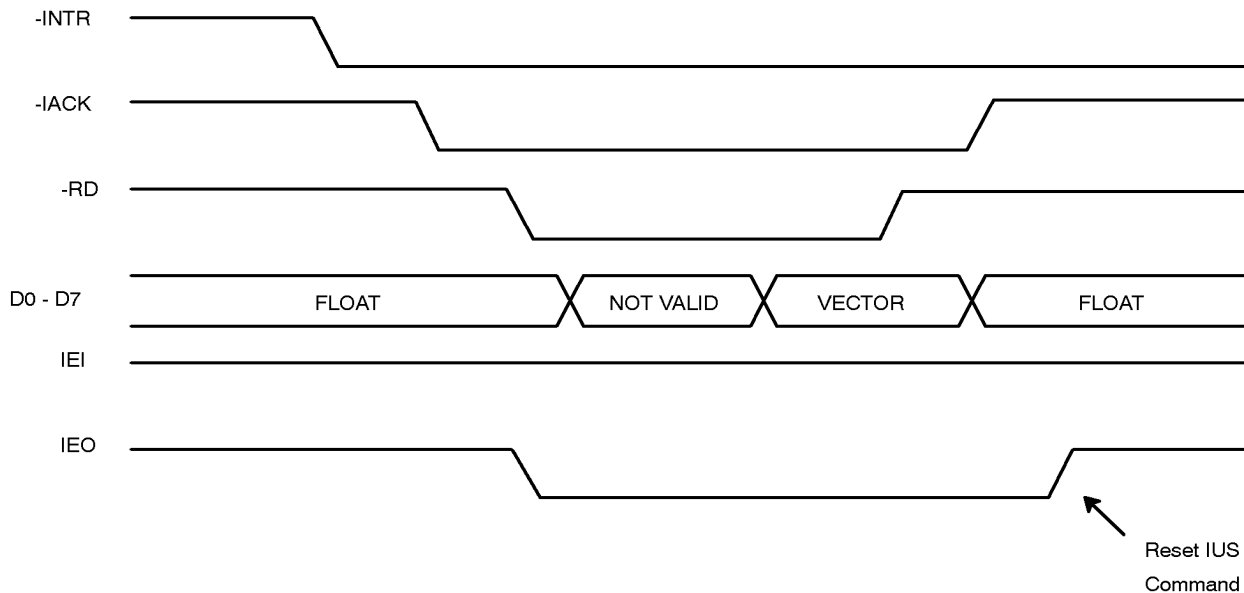 -INTR
-IACK
-RD
D0 - D7
FLOAT
NOT VALID
VECTOR
FLOAT
IEI
IEO
Reset IUS
Command